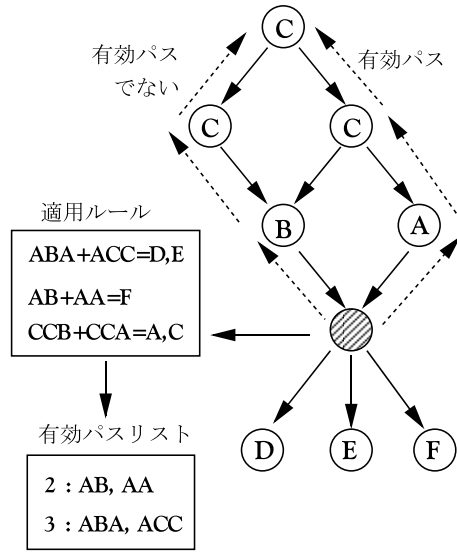 C
有効パス
でない
有効パス
C
C
適用ルール
B
A
ABA+ACC=D,E
AB+AA=F
CCB+CCA=A,C
有効パスリスト
D
E
F
2 : AB, AA
3 : ABA, ACC